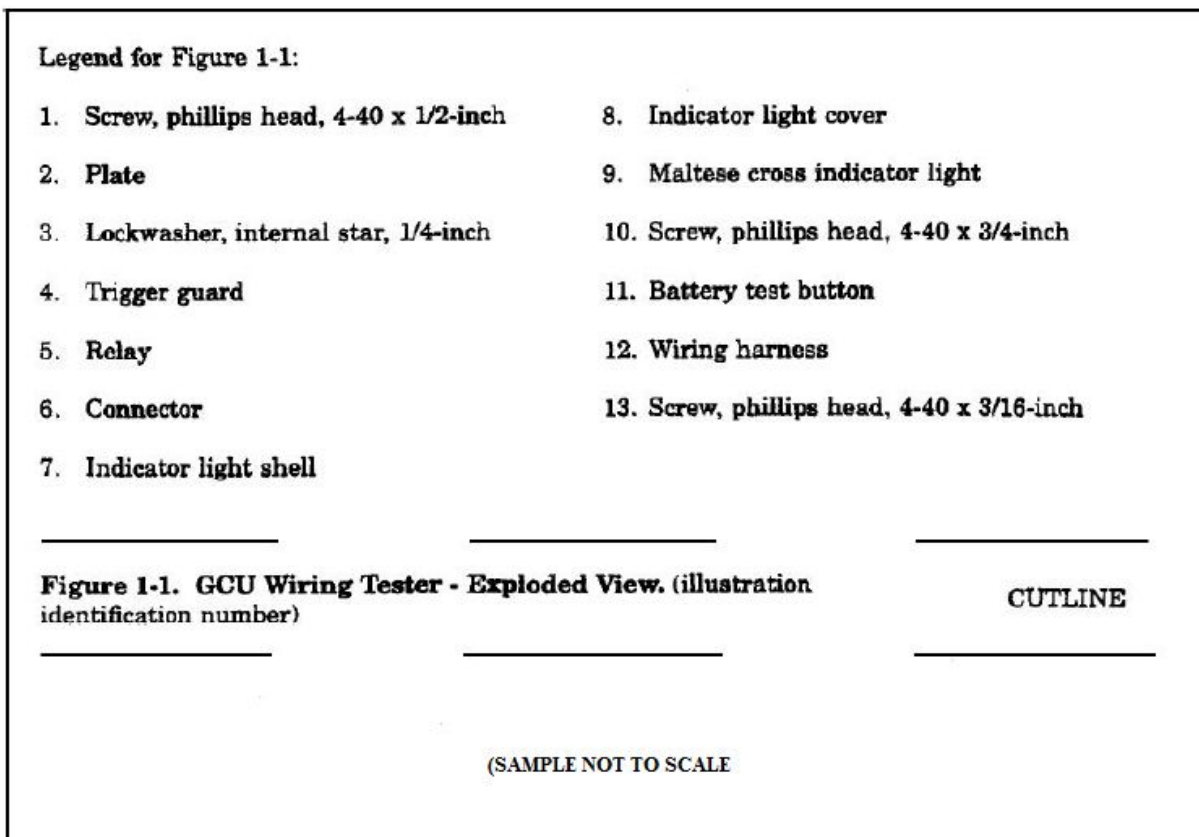 Legend for Figure 1-1:
1. Screw, phillips head, 4-40 x 1/2-inch
2. Plate
3. Lockwasher, internal star, 1/4-inch
4. Trigger guard
5. Relay
6. Connector
7. Indicator light shell
8. Indicator light cover
9. Maltese cross indicator light
10. Screw, phillips head, 4-40 x 3/4-inch
11. Battery test button
12. Wiring harness
13. Screw, phillips head, 4-40 x 3/16-inch
Figure 1-1. GCU Wiring Tester - Exploded View. (illustration
identification number)
CUTLINE
(SAMPLE NOT TO SCALE